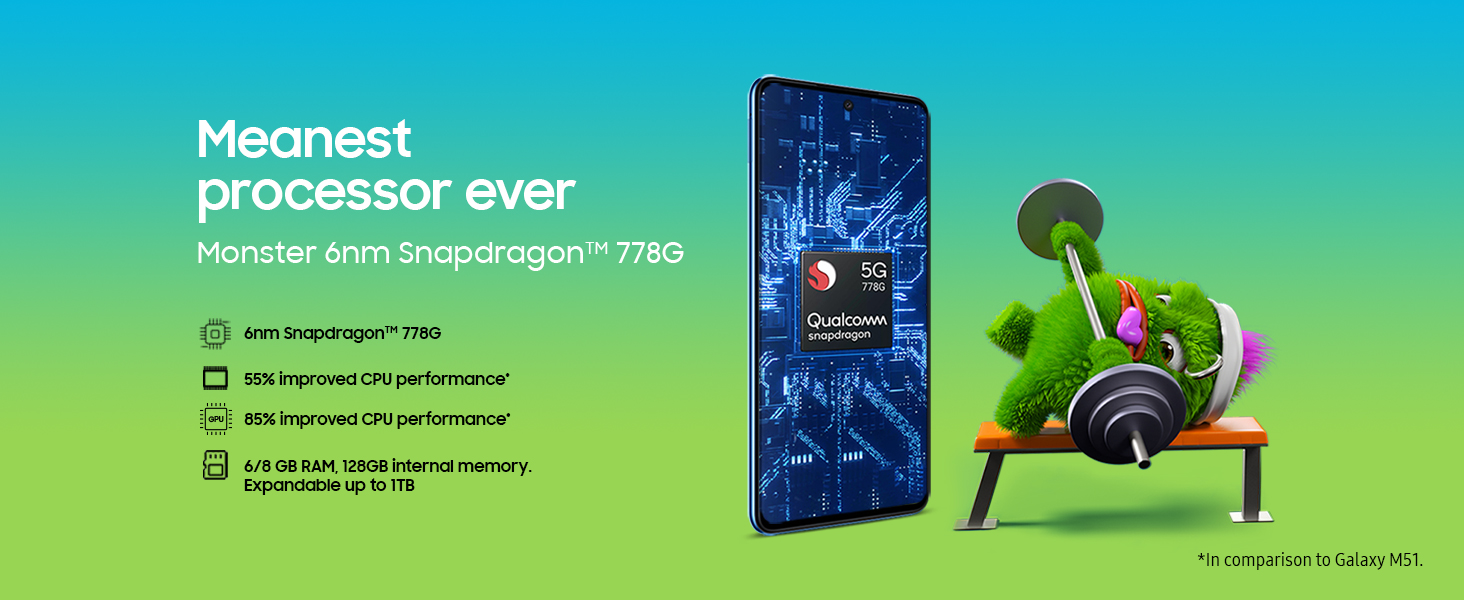 Meanest
processor ever
Monster 6nm Snapdragon™ 778G
6nm Snapdragon™ 778G
55% improved CPU performance*
GPU
85% improved CPU performance*
6/8 GB RAM, 128GB internal memory.
Expandable up to 1TB
5G
778G
Qualcomm
snapdragon
*In comparison to Galaxy M51.